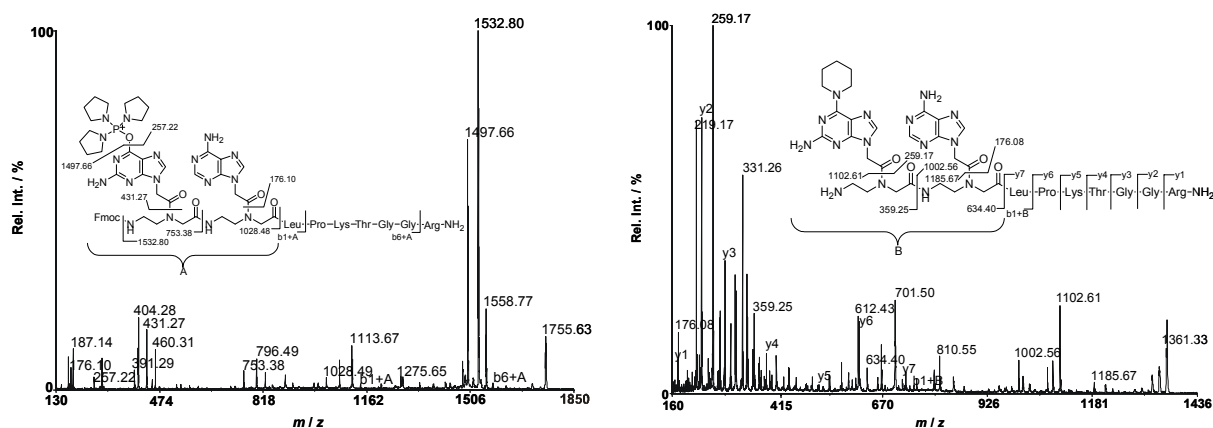 100
1532.80
1497.66
1558.77
1755.63
404.28
431.27
460.31
391.29
187.14
176.10
257.22
753.38
796.49
1028.49
1113.67
b1+A
1275.65
b6+A
P+
N
N
N
O
257.22
1497.66
NH2
N
N
N
N
H2N
431.27
176.10
O
O
O
O
Fmoc
N
H
N
N
H
N
Leu-Pro-Lys-Thr-Gly-Gly-Arg-NH2
1532.80
753.38
1028.48
b1+A
b6+A
A
0
130
474
818
1162
1506
1850
m / z
Rel. Int. / %
100
259.17
y2
219.17
331.26
y3
176.08
y1
359.25
y4
y5
612.43
y6
634.40
701.50
y7
b1+B
810.55
1002.56
1102.61
1185.67
1361.33
N
NH2
N
N
N
N
H2N
259.17
1102.61
176.08
1002.56
1185.67
O
O
O
O
H2N
N
N
H
N
359.25
634.40
b1+B
y7 y6 y5 y4 y3 y2 y1
Leu-Pro-Lys-Thr-Gly-Gly-Arg-NH2
B
0
160
415
670
926
1181
1436
m / z
Rel. Int. / %